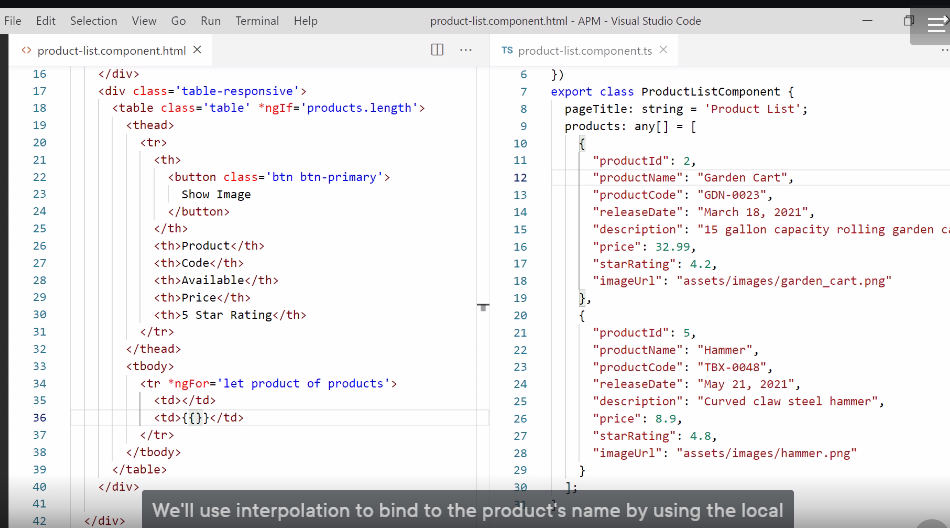 File Edit Selection View Go Run Terminal Help product-list.component.html - APM - Visual Studio Code
<> product-list.component.html × ···
16 </div>
17 <div class='table-responsive'>
18 <table class='table' *ngIf='products.length'>
19 <thead>
20 <tr>
21 <th>
22 <button class='btn btn-primary'>
23 Show Image
24 </button>
25 </th>
26 <th>Product</th>
27 <th>Code</th>
28 <th>Available</th>
29 <th>Price</th>
30 <th>5 Star Rating</th>
31 </tr>
32 </thead>
33 <tbody>
34 <tr *ngFor='let product of products'>
35 <td></td>
36 <td>{{}}</td>
37 </tr>
38 </tbody>
39 </table>
40 </div>
41
42 </div>
TS product-list.component.ts ×
6 })
7 export class ProductListComponent {
8 pageTitle: string = 'Product List';
9 products: any[] = [
10 {
11 "productId": 2,
12 "productName": "Garden Cart",
13 "productCode": "GDN-0023",
14 "releaseDate": "March 18, 2021",
15 "description": "15 gallon capacity rolling garden ca
16 "price": 32.99,
17 "starRating": 4.2,
18 "imageUrl": "assets/images/garden_cart.png"
19 },
20 {
21 "productId": 5,
22 "productName": "Hammer",
23 "productCode": "TBX-0048",
24 "releaseDate": "May 21, 2021",
25 "description": "Curved claw steel hammer",
26 "price": 8.9,
27 "starRating": 4.8,
28 "imageUrl": "assets/images/hammer.png"
29 }
30 ];
We'll use interpolation to bind to the product's name by using the local